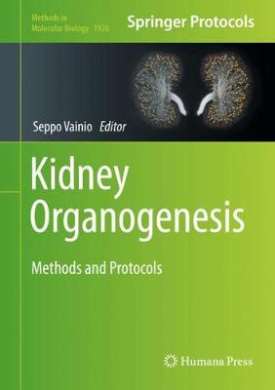 Methods in
Molecular Biology 1926
Springer Protocols
Seppo Vainio Editor
Kidney
Organogenesis
Methods and Protocols
Humana Press